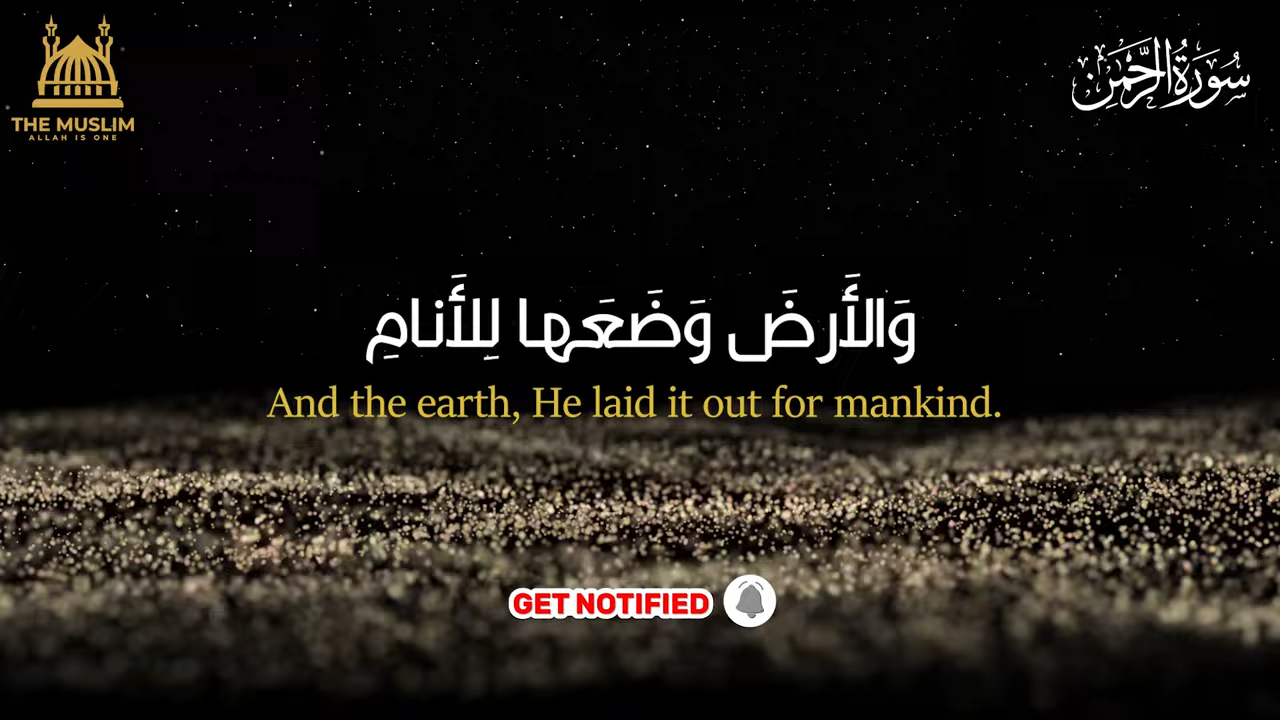 THE MUSLIM
ALLAH IS ONE
سُورَةُ الرَّحْمَٰن
وَالأَرضَ وَضَعَها لِلأَنامِ
And the earth, He laid it out for mankind.
GET NOTIFIED